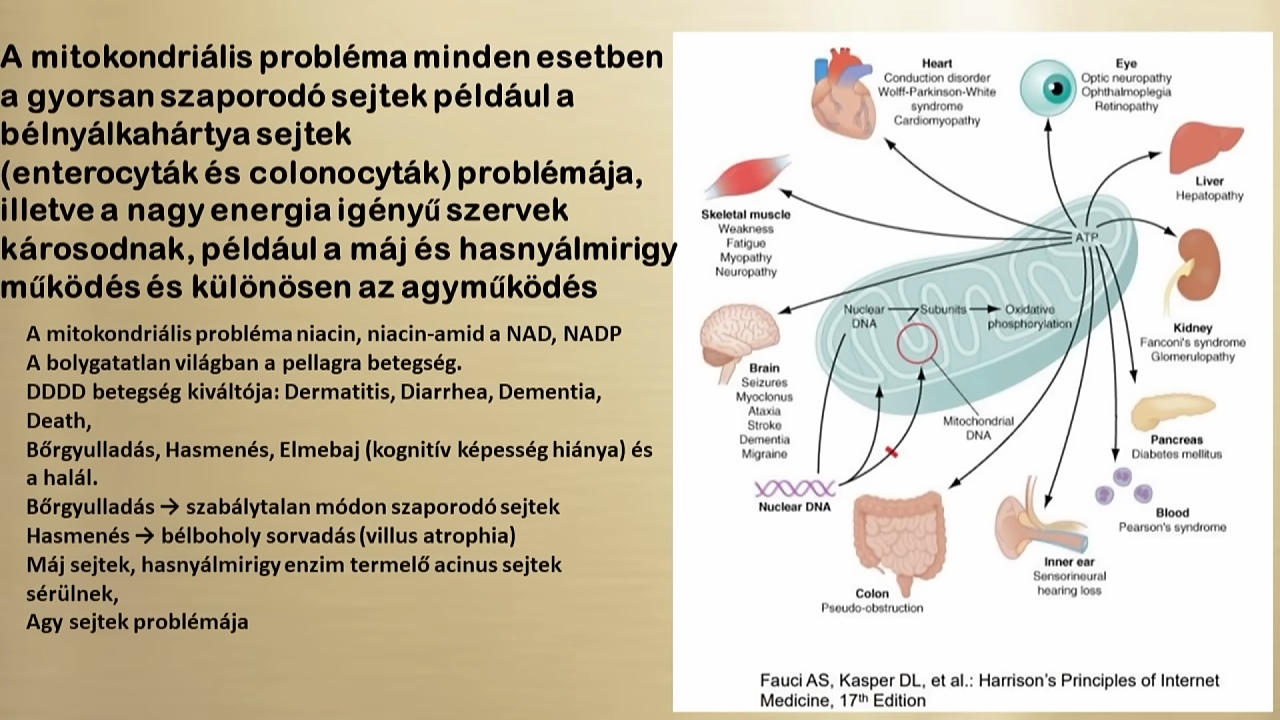 A mitokondriális probléma minden esetben
a gyorsan szaporodó sejtek például a
bélnyálkahártya sejtek
(enterocyták és colonocyták) problémája,
illetve a nagy energia igényű szervek
károsodnak, például a máj és hasnyálmirigy
működés és különösen az agyműködés
A mitokondriális probléma niacin, niacin-amid a NAD, NADP
A bolygatatlan világban a pellagra betegség.
DDDD betegség kiváltója: Dermatitis, Diarrhea, Dementia,
Death,
Bőrgyulladás, Hasmenés, Elmebaj (kognitív képesség hiánya) és
a halál.
Bőrgyulladás → szabálytalan módon szaporodó sejtek
Hasmenés → bélboholy sorvadás (villus atrophia)
Máj sejtek, hasnyálmirigy enzim termelő acinus sejtek
sérülnek,
Agy sejtek problémája
Heart
Conduction disorder
Wolff-Parkinson-White
syndrome
Cardiomyopathy
Eye
Optic neuropathy
Ophthalmoplegia
Retinopathy
Liver
Hepatopathy
Skeletal muscle
Weakness
Fatigue
Myopathy
Neuropathy
ATP
Kidney
Fanconi's syndrome
Glomerulopathy
Nuclear
DNA
Subunits
Oxidative
phosphorylation
Brain
Seizures
Myoclonus
Ataxia
Stroke
Dementia
Migraine
Mitochondrial
DNA
Pancreas
Diabetes mellitus
Nuclear DNA
Blood
Pearson's syndrome
Inner ear
Sensorineural
hearing loss
Colon
Pseudo-obstruction
Fauci AS, Kasper DL, et al.: Harrison's Principles of Internet
Medicine, 17th Edition